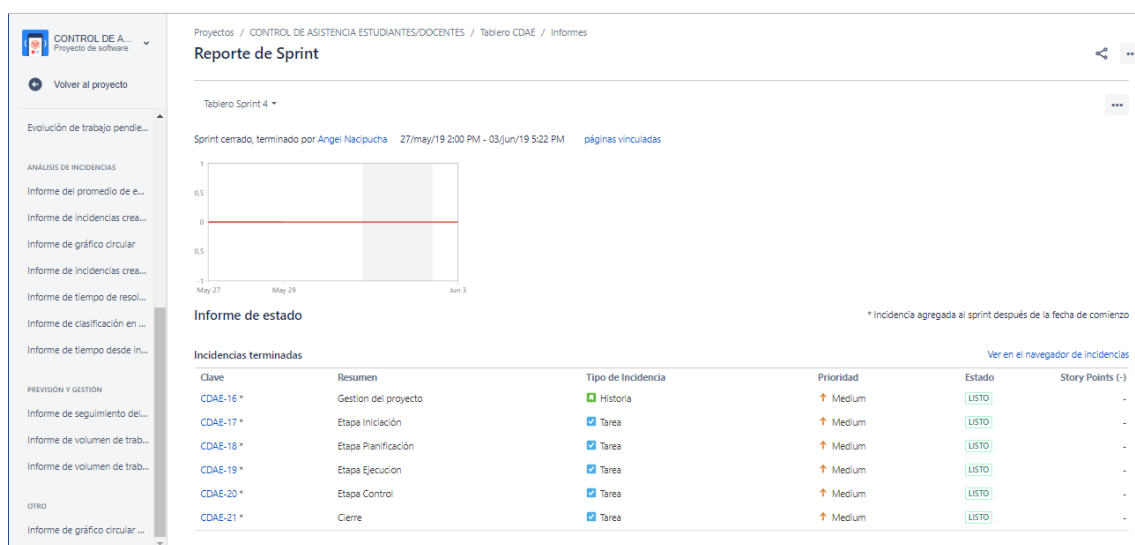 CONTROL DE A...
Proyecto de software
Volver al proyecto
Evolución de trabajo pendie...
ANÁLISIS DE INCIDENCIAS
Informe del promedio de e...
Informe de incidencias crea...
Informe de gráfico circular
Informe de incidencias crea...
Informe de tiempo de resol...
Informe de clasificación en ...
Informe de tiempo desde in...
PREVISIÓN Y GESTIÓN
Informe de seguimiento del...
Informe de volumen de trab...
Informe de volumen de trab...
OTRO
Informe de gráfico circular ...
Proyectos / CONTROL DE ASISTENCIA ESTUDIANTES/DOCENTES / Tablero CDAE / Informes
Reporte de Sprint
Tablero Sprint 4
Sprint cerrado, terminado por Angel Nacipucha 27/may/19 2:00 PM - 03/jun/19 5:22 PM páginas vinculadas
1
0,5
0
0,5
-1
May 27 May 29 Jun 3
Informe de estado
* Incidencia agregada al sprint después de la fecha de comienzo
Incidencias terminadas Ver en el navegador de incidencias
Clave Resumen Tipo de Incidencia Prioridad Estado Story Points (-)
CDAE-16 * Gestion del proyecto Historia Medium LISTO -
CDAE-17 * Etapa Iniciación Tarea Medium LISTO -
CDAE-18 * Etapa Planificación Tarea Medium LISTO -
CDAE-19 * Etapa Ejecucion Tarea Medium LISTO -
CDAE-20 * Etapa Control Tarea Medium LISTO -
CDAE-21 * Cierre Tarea Medium LISTO -